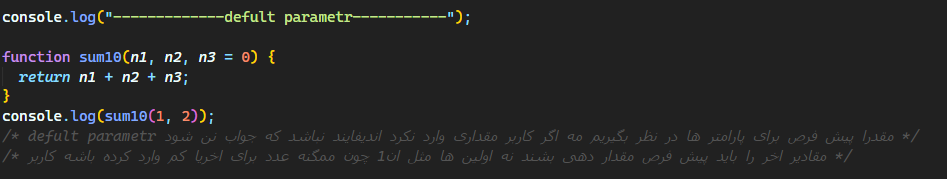 console.log("-------------defult parametr-----------");
function sum10(n1, n2, n3 = 0) {
return n1 + n2 + n3;
}
console.log(sum10(1, 2));
/* defult parametr مقدرا پیش فرص برای پارامتر ها در نظر بگیریم مه اگر کاربر مقداری وارد نکرد اندیفایند نباشد که جواب نن شود */
/* مقادیر اخر را باید پیش فرص مقدار دهی بشند نه اولین ها مثل ان1 چون ممکنه عدد برای اخریا کم وارد کرده باشه کاربر */